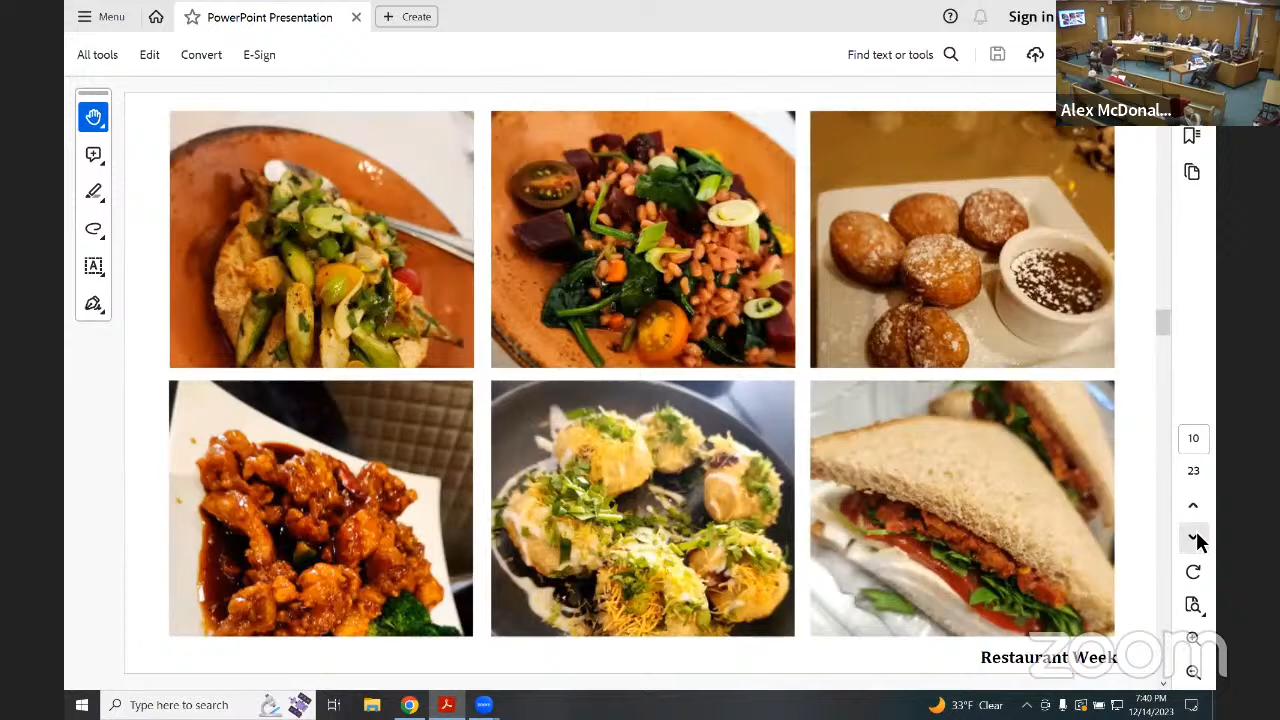 Menu
PowerPoint Presentation
Create
Sign in
All tools
Edit
Convert
E-Sign
Find text or tools
Alex McDonal...
10
23
Restaurant Week
zoom
Type here to search
zoom
33°F Clear
7:40 PM
12/14/2023